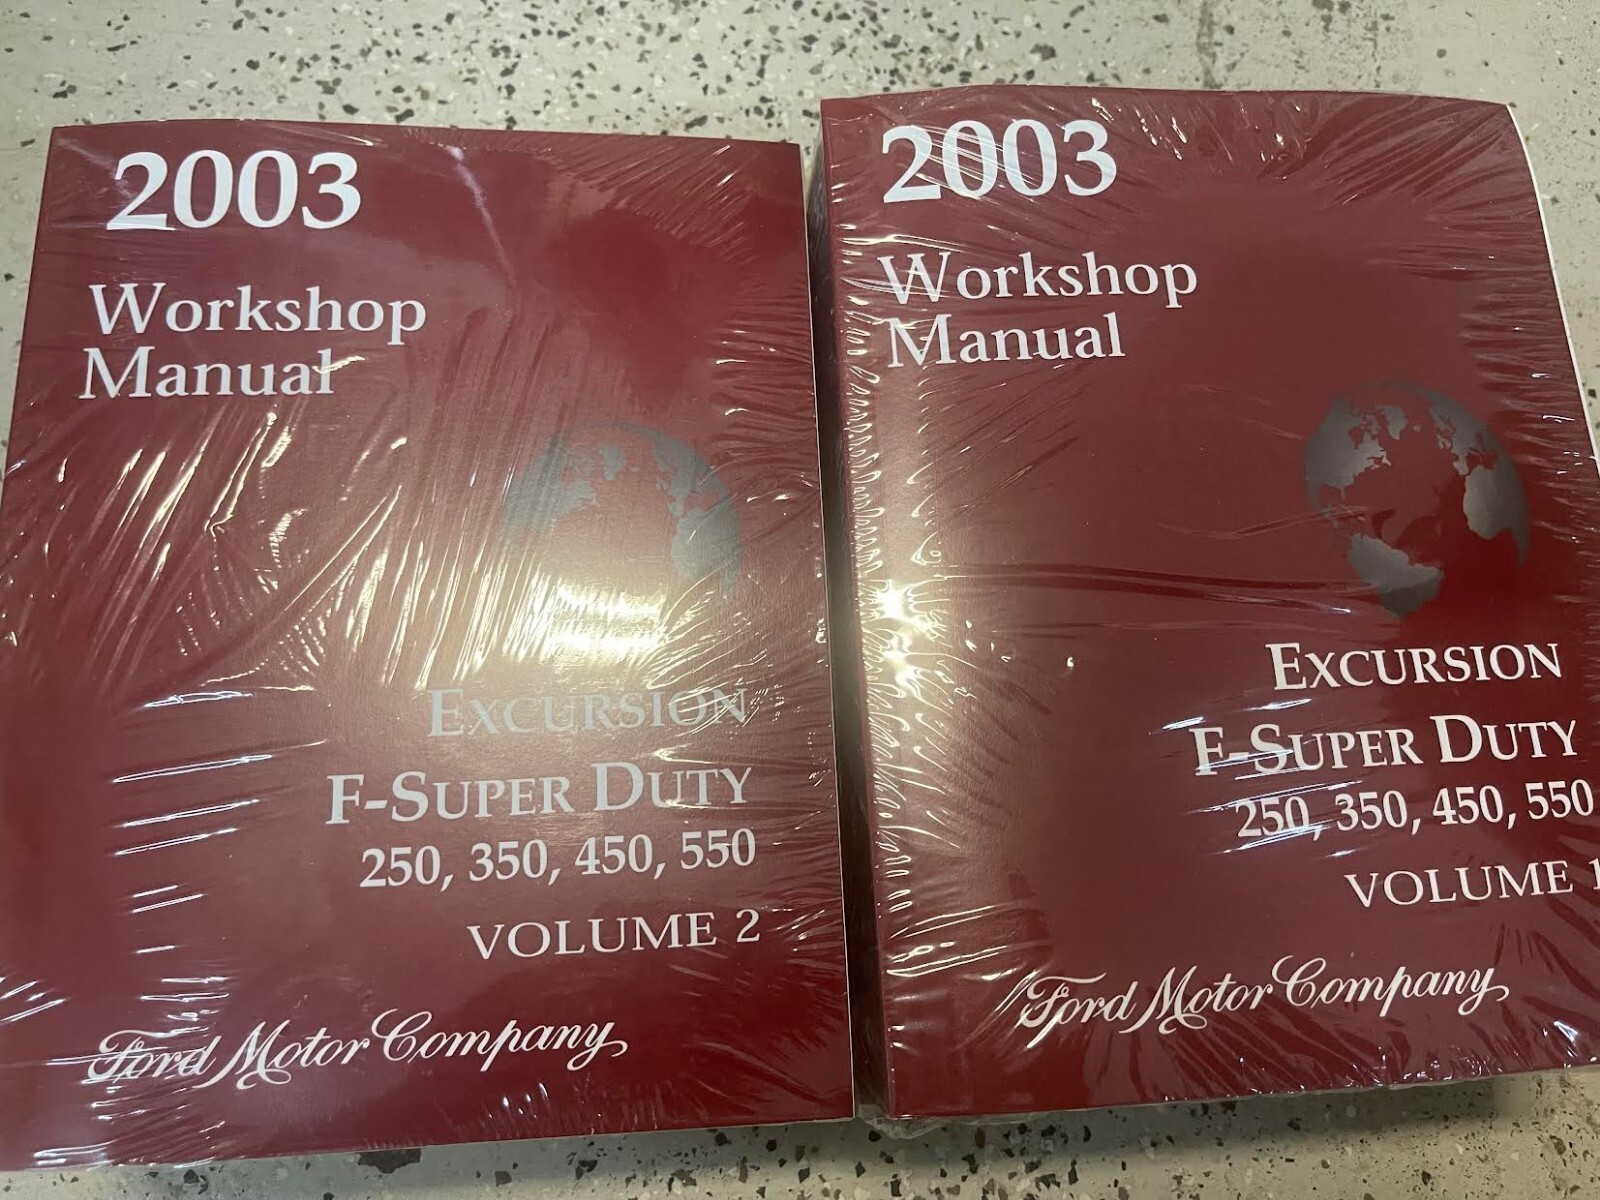 2003
Workshop
Manual
EXCURSION
F-SUPER DUTY
250, 350, 450, 550
VOLUME 2
Ford Motor Company
2003
Workshop
Manual
EXCURSION
F-SUPER DUTY
250, 350, 450, 550
VOLUME 1
Ford Motor Company